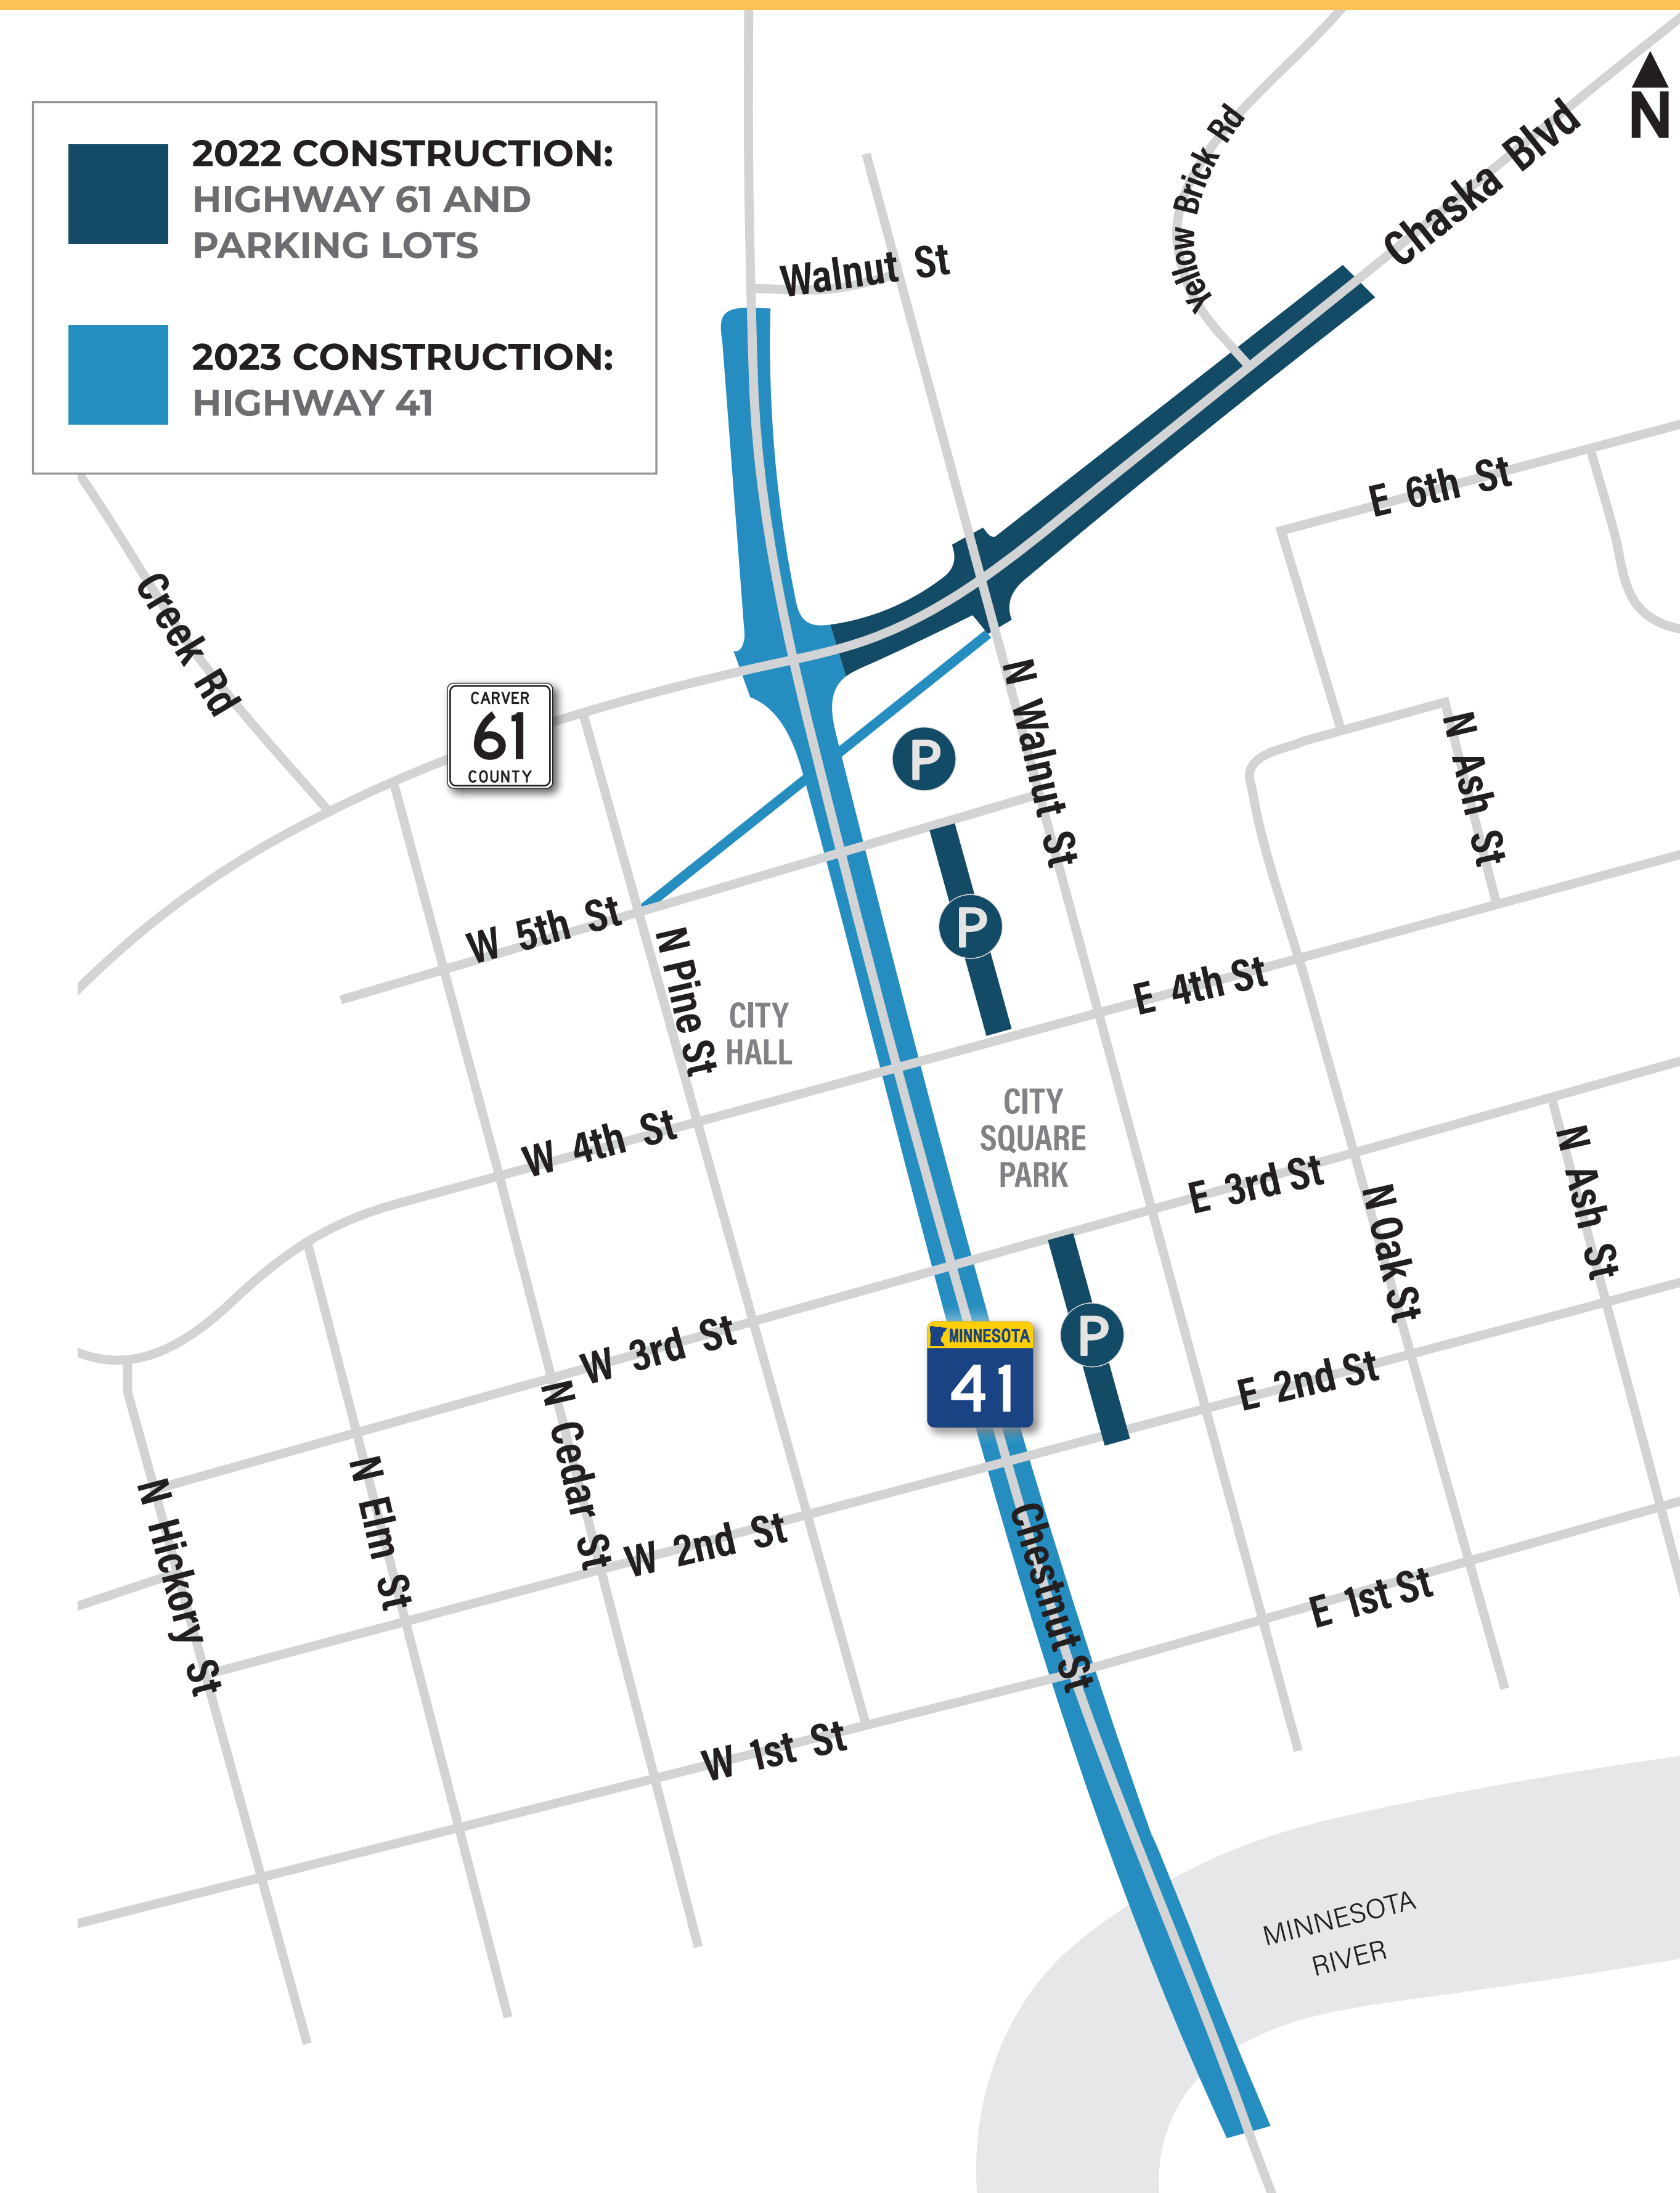 2022 CONSTRUCTION:
HIGHWAY 61 AND
PARKING LOTS
2023 CONSTRUCTION:
HIGHWAY 41
N
Yellow Brick Rd
Chaska Blvd
Walnut St
E 6th St
Creek Rd
CARVER
61
COUNTY
N Walnut St
N Ash St
P
P
W 5th St
N Pine St
CITY
HALL
E 4th St
CITY
SQUARE
PARK
W 4th St
E 3rd St
N Oak St
N Ash St
W 3rd St
MINNESOTA
41
P
E 2nd St
N Cedar St
N Elm St
N Hickory St
W 2nd St
Chestnut St
E 1st St
W 1st St
MINNESOTA
RIVER